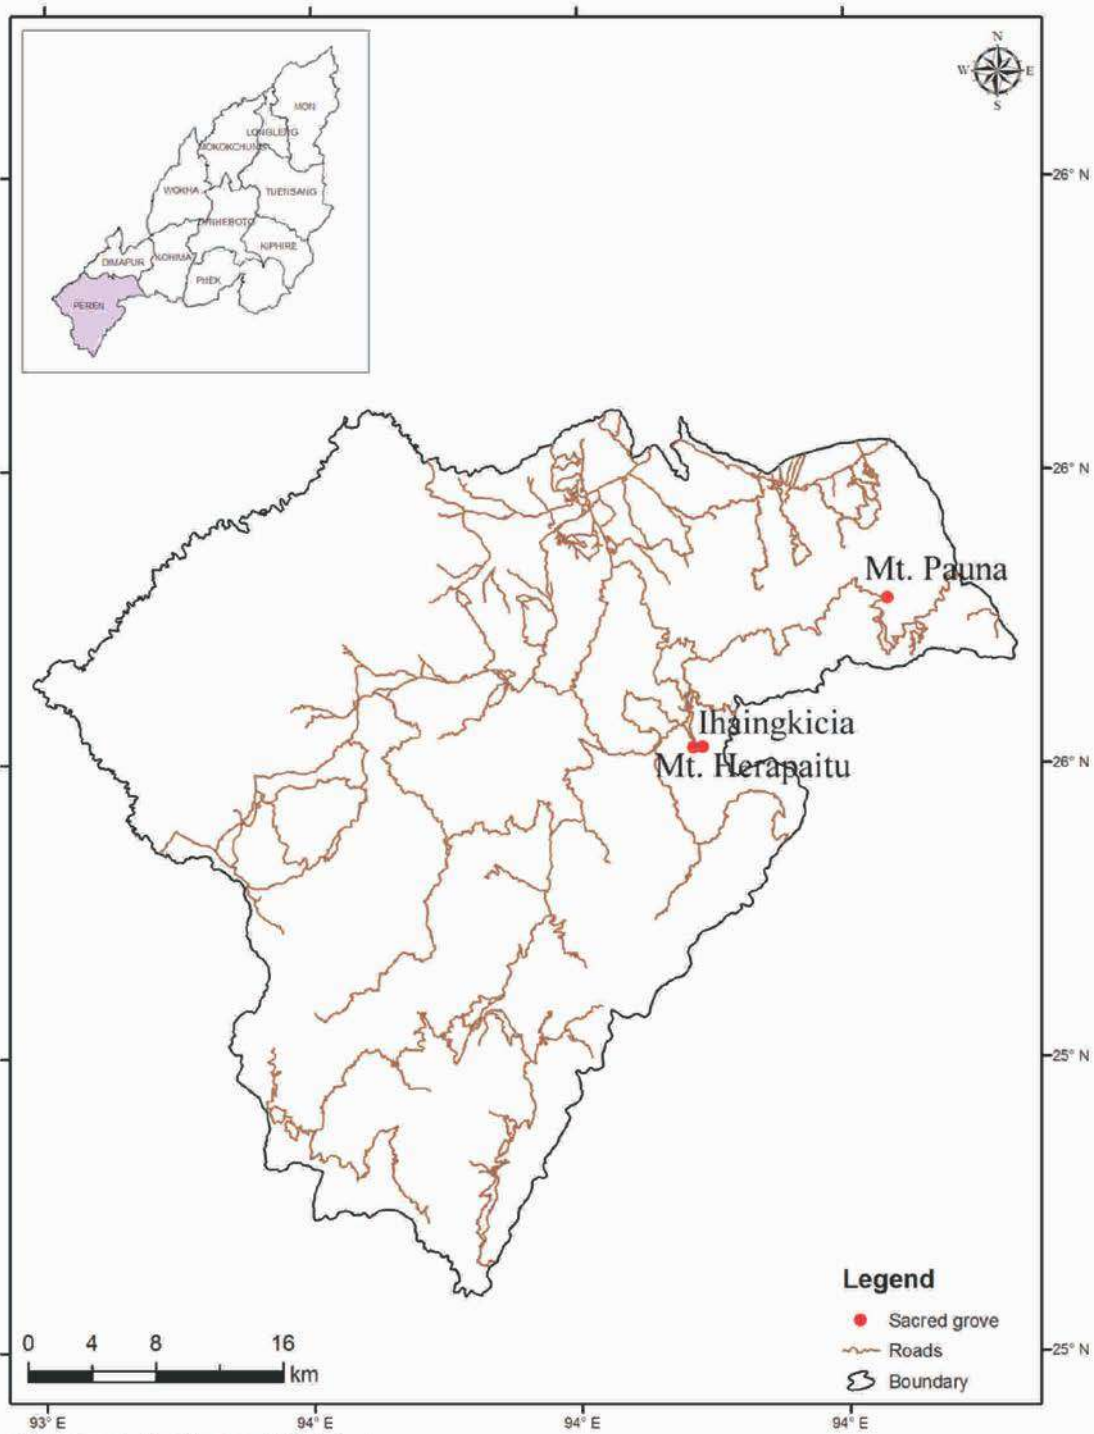 N
W E
S
MON
LONGLENG
MOKOKCHUNG
WOKHA
TUENSANG
ZUNHEBOTO
KIPHIRE
DIMAPUR
KOHIMA
PHEK
PEREN
26° N
26° N
Mt. Pauna
Ihaingkicia
Mt. Herapaitu
26° N
25° N
Legend
Sacred grove
Roads
Boundary
25° N
0 4 8 16
km
93° E 94° E 94° E 94° E